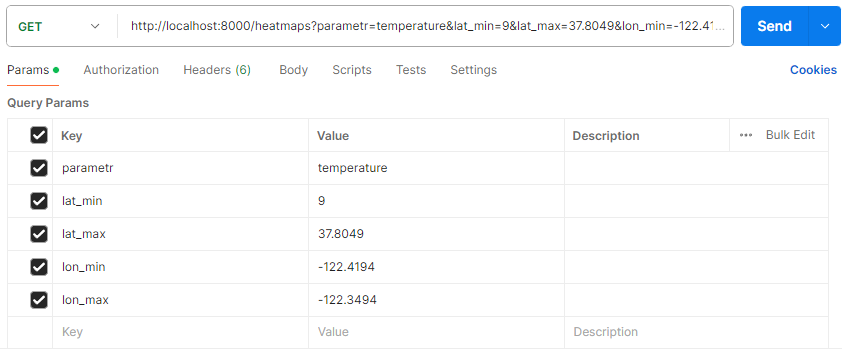 GET http://localhost:8000/heatmaps?parametr=temperature&lat_min=9&lat_max=37.8049&lon_min=-122.41... Send
Params Authorization Headers (6) Body Scripts Tests Settings Cookies
Query Params
Key Value Description ••• Bulk Edit
parametr temperature
lat_min 9
lat_max 37.8049
lon_min -122.4194
lon_max -122.3494
Key Value Description